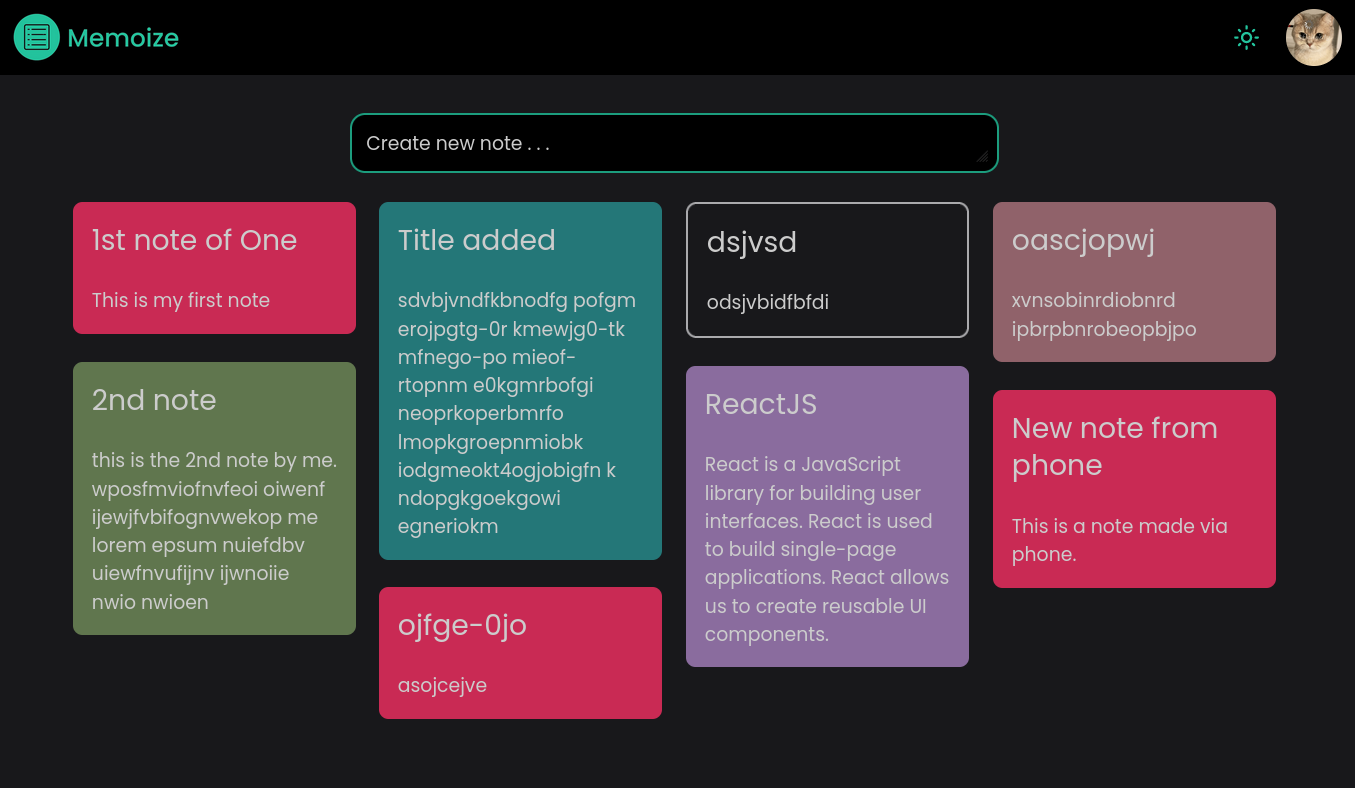 Memoize
Create new note . . .
1st note of One
This is my first note
2nd note
this is the 2nd note by me.
wposfmviofnvfeoi oiwenf
ijewjfvbifognvwekop me
lorem epsum nuiefdbv
uiewfnvufijnv ijwnoiie
nwio nwioen
Title added
sdvbjvndfkbnodfg pofgm
erojpgtg-0r kmewjg0-tk
mfnego-po mieof-
rtopnm e0kgmrbofgi
neoprkoperbmrfo
lmopkgroepnmiobk
iodgmeokt4ogjobigfn k
ndopgkgoekgowi
egneriokm
ojfge-0jo
asojcejve
dsjvsd
odsjvbidfbfdi
ReactJS
React is a JavaScript
library for building user
interfaces. React is used
to build single-page
applications. React allows
us to create reusable UI
components.
oascjopwj
xvnsobinrdiobnrd
ipbrpbnrobeopbjpo
New note from
phone
This is a note made via
phone.